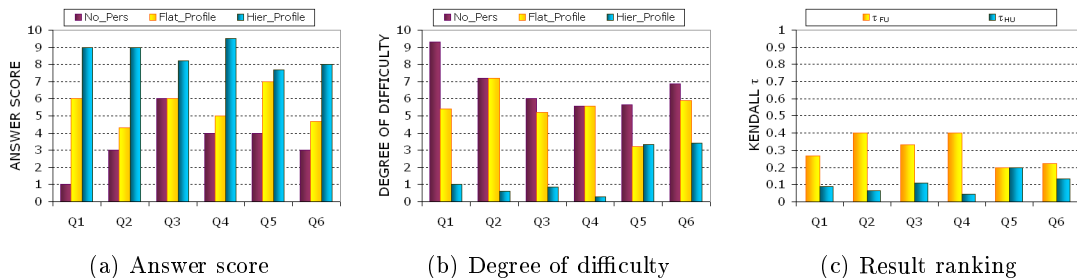 No_Pers Flat_Profile Hier_Profile
ANSWER SCORE
10
9
8
7
6
5
4
3
2
1
0
Q1 Q2 Q3 Q4 Q5 Q6
(a) Answer score
No_Pers Flat_Profile Hier_Profile
DEGREE OF DIFFICULTY
10
9
8
7
6
5
4
3
2
1
0
Q1 Q2 Q3 Q4 Q5 Q6
(b) Degree of difficulty
τ FU τ HU
KENDALL τ
1
0.9
0.8
0.7
0.6
0.5
0.4
0.3
0.2
0.1
0
Q1 Q2 Q3 Q4 Q5 Q6
(c) Result ranking